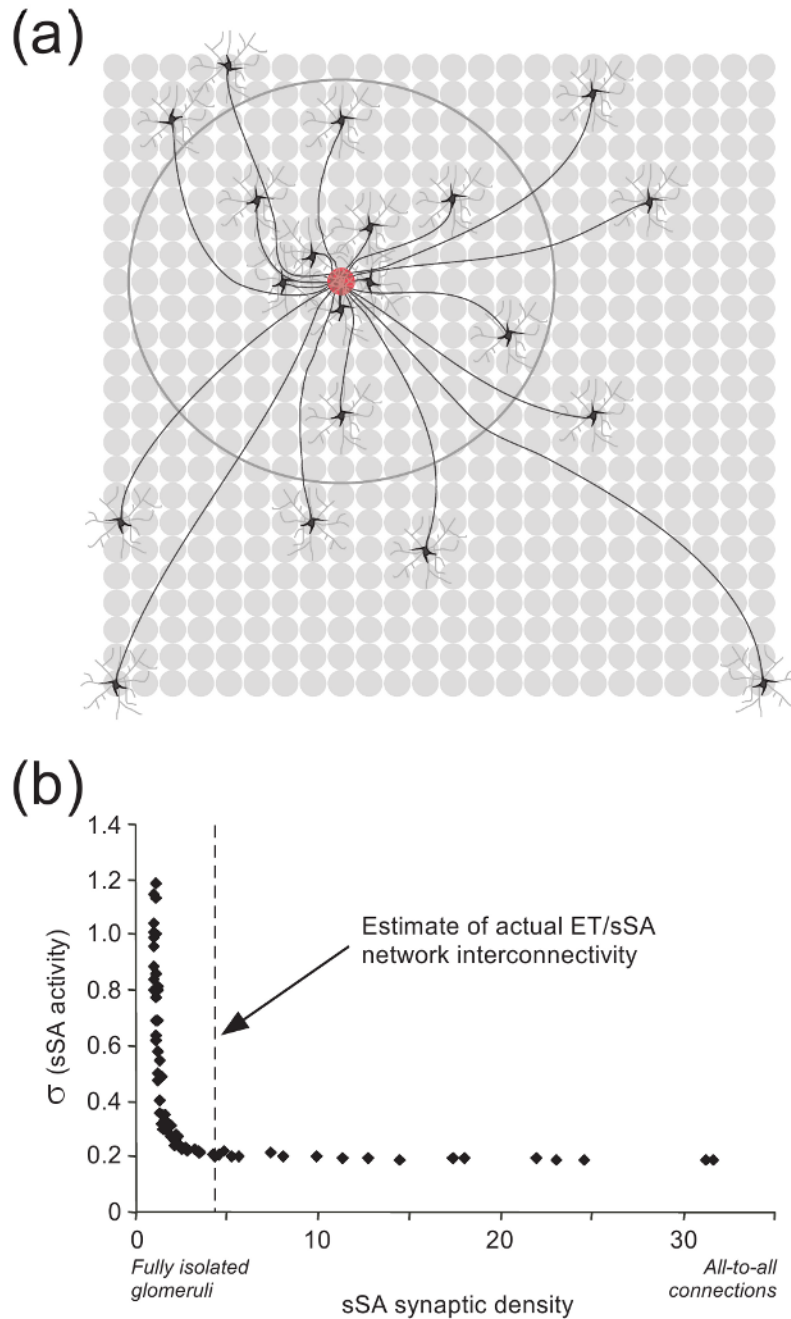 (a)
(b)
1.4
1.2
1.0
0.8
0.6
0.4
0.2
0
σ (sSA activity)
Estimate of actual ET/sSA
network interconnectivity
0
10
20
30
Fully isolated
glomeruli
All-to-all
connections
sSA synaptic density